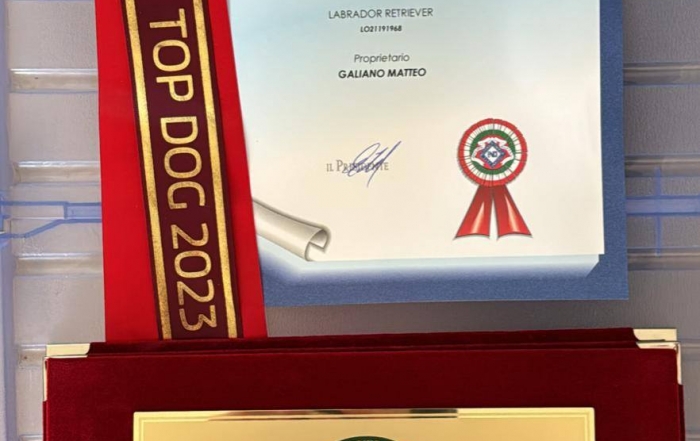 TOP DOG 2023
LABRADOR RETRIEVER
LO21191968
Proprietario
GALIANO MATTEO
IL PRESIDENTE